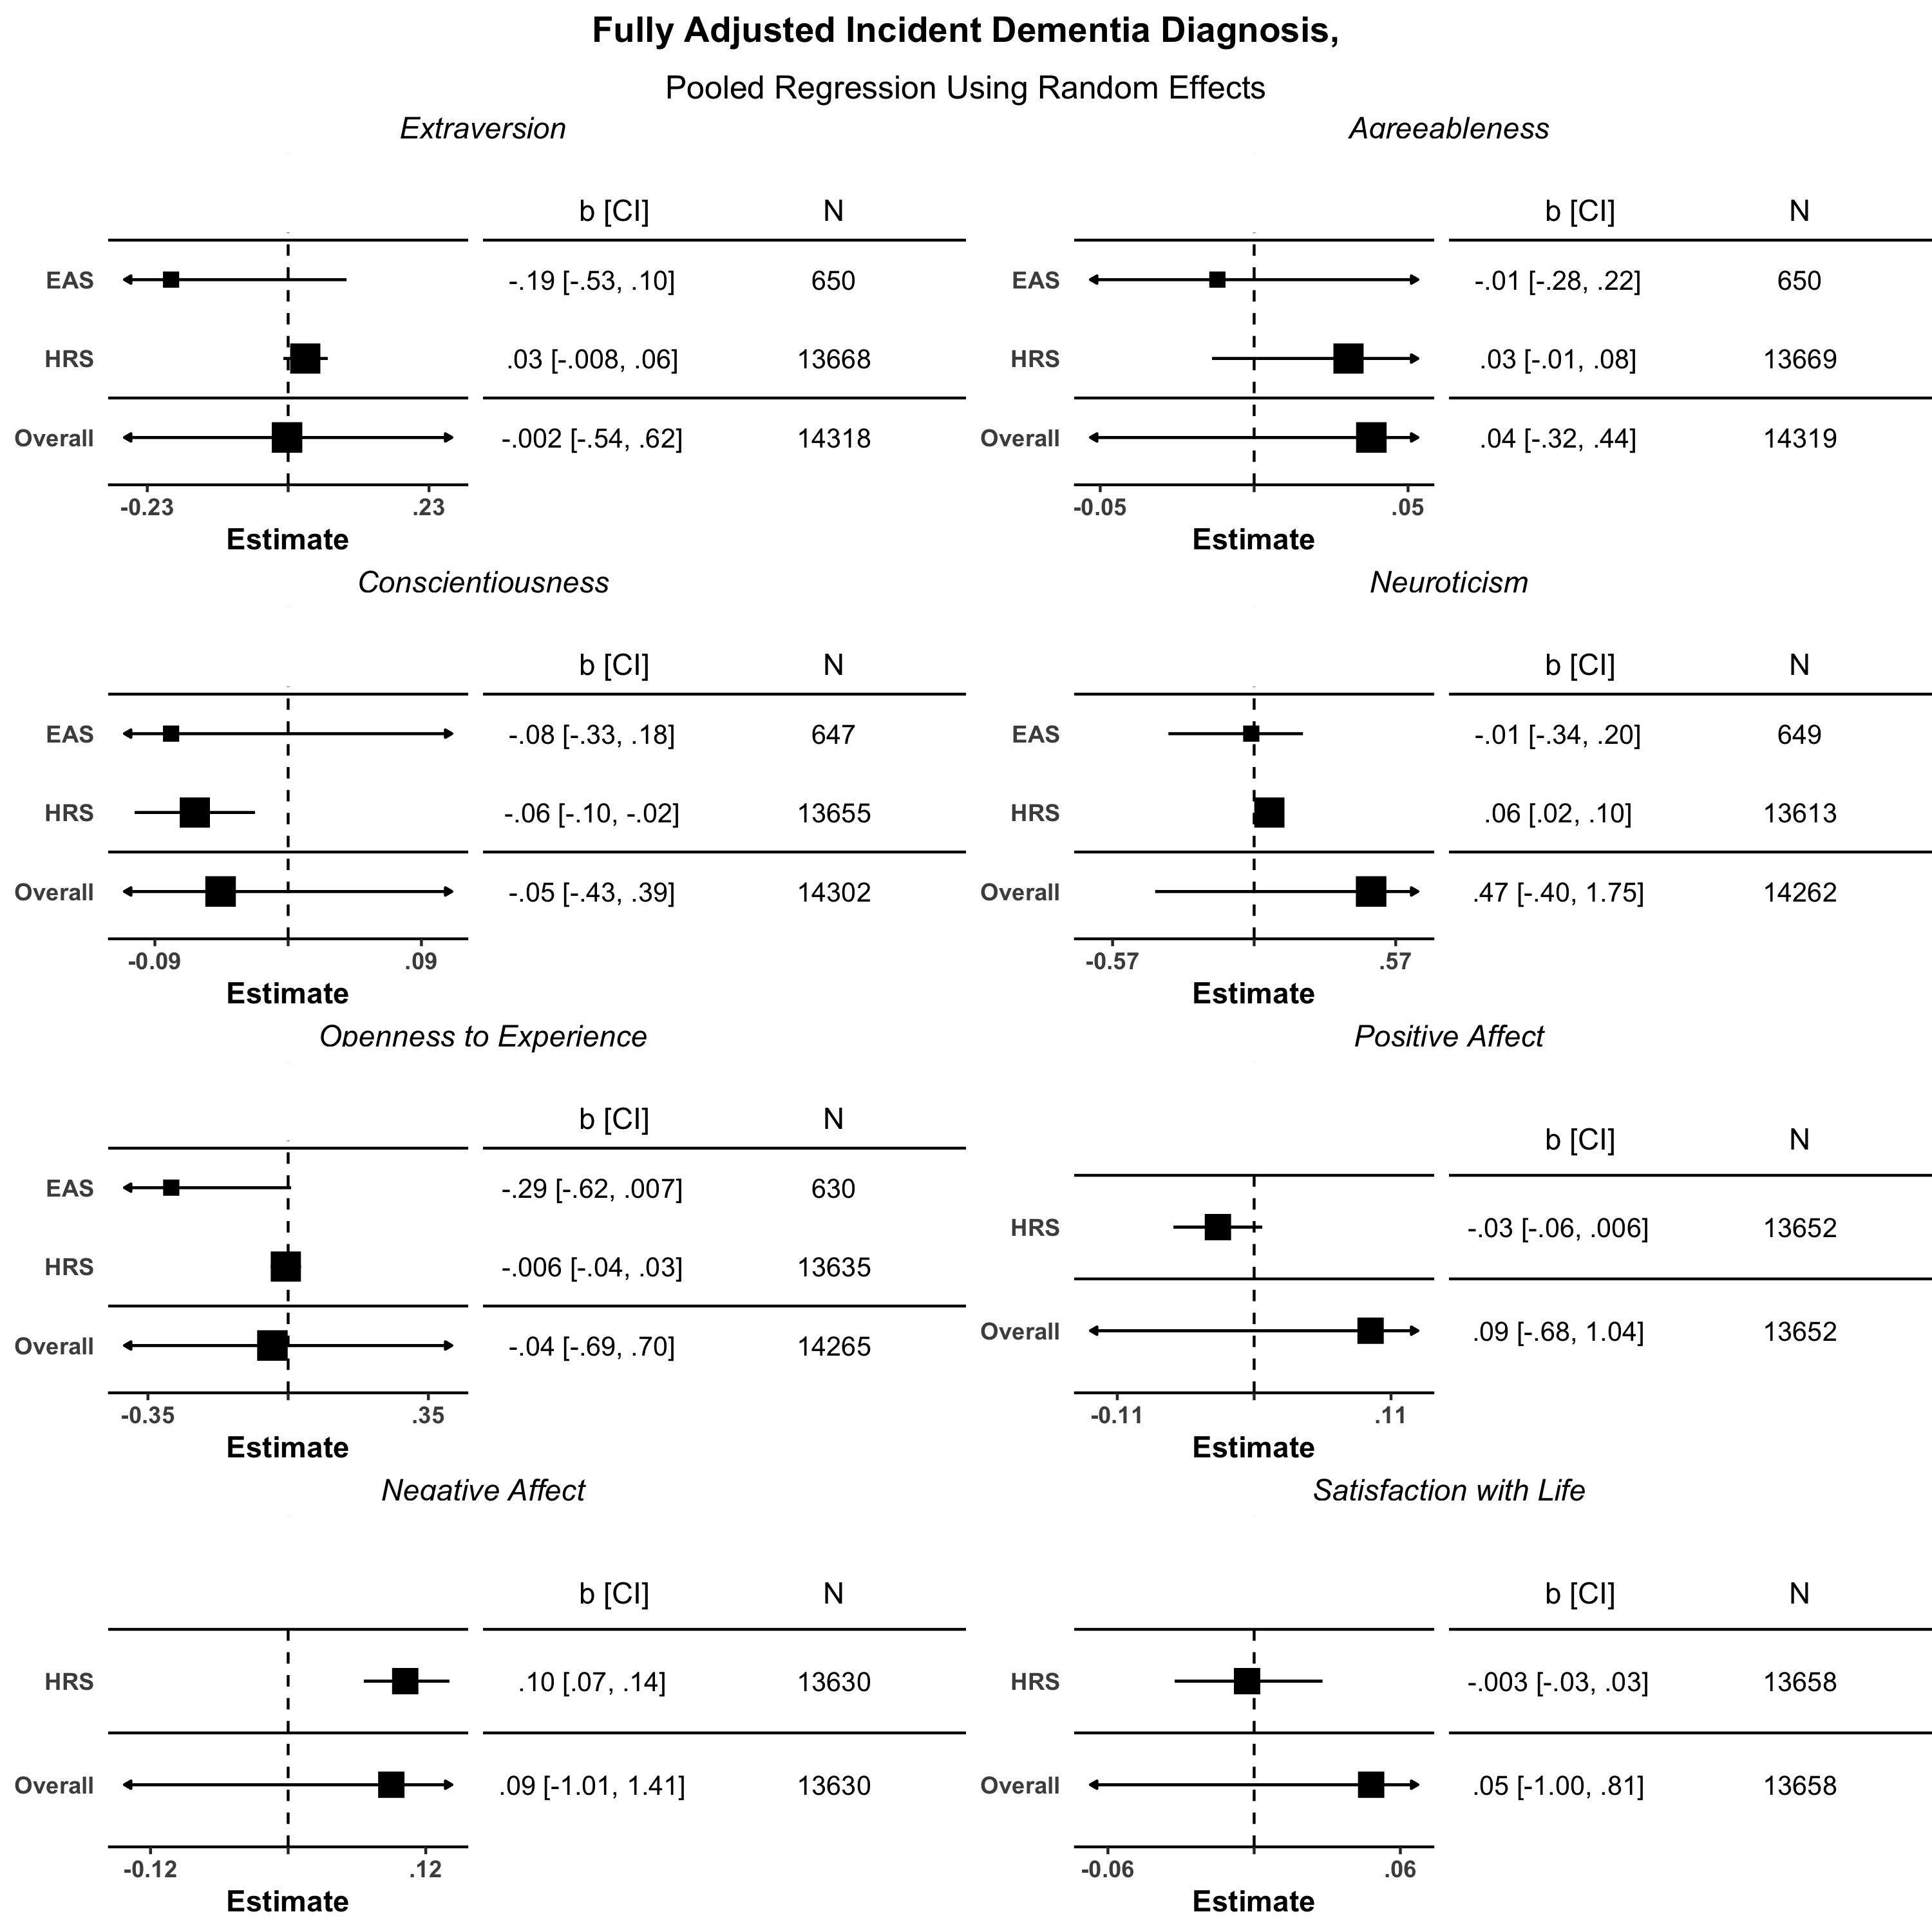 Fully Adjusted Incident Dementia Diagnosis,
Pooled Regression Using Random Effects
Extraversion
b [CI] N
EAS -.19 [-.53, .10] 650
HRS .03 [-.008, .06] 13668
Overall -.002 [-.54, .62] 14318
-0.23 .23
Estimate
Agreeableness
b [CI] N
EAS -.01 [-.28, .22] 650
HRS .03 [-.01, .08] 13669
Overall .04 [-.32, .44] 14319
-0.05 .05
Estimate
Conscientiousness
b [CI] N
EAS -.08 [-.33, .18] 647
HRS -.06 [-.10, -.02] 13655
Overall -.05 [-.43, .39] 14302
-0.09 .09
Estimate
Neuroticism
b [CI] N
EAS -.01 [-.34, .20] 649
HRS .06 [.02, .10] 13613
Overall .47 [-.40, 1.75] 14262
-0.57 .57
Estimate
Openness to Experience
b [CI] N
EAS -.29 [-.62, .007] 630
HRS -.006 [-.04, .03] 13635
Overall -.04 [-.69, .70] 14265
-0.35 .35
Estimate
Positive Affect
b [CI] N
HRS -.03 [-.06, .006] 13652
Overall .09 [-.68, 1.04] 13652
-0.11 .11
Estimate
Negative Affect
b [CI] N
HRS .10 [.07, .14] 13630
Overall .09 [-1.01, 1.41] 13630
-0.12 .12
Estimate
Satisfaction with Life
b [CI] N
HRS -.003 [-.03, .03] 13658
Overall .05 [-1.00, .81] 13658
-0.06 .06
Estimate